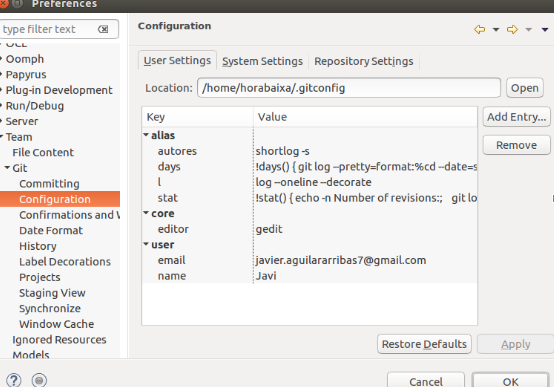 Preferences
type filter text
OCL
Oomph
Papyrus
Plug-in Development
Run/Debug
Server
Team
File Content
Git
Committing
Configuration
Confirmations and W
Date Format
History
Label Decorations
Projects
Staging View
Synchronize
Window Cache
Ignored Resources
Models
Configuration
User Settings System Settings Repository Settings
Location: /home/horabaixa/.gitconfig Open
Key Value
alias
autores shortlog -s
days !days() { git log --pretty=format:%cd --date=s
l log --oneline --decorate
stat !stat() { echo -n Number of revisions:; git lo
core
editor gedit
user
email javier.aguilararribas7@gmail.com
name Javi
Add Entry...
Remove
Restore Defaults Apply
Cancel OK